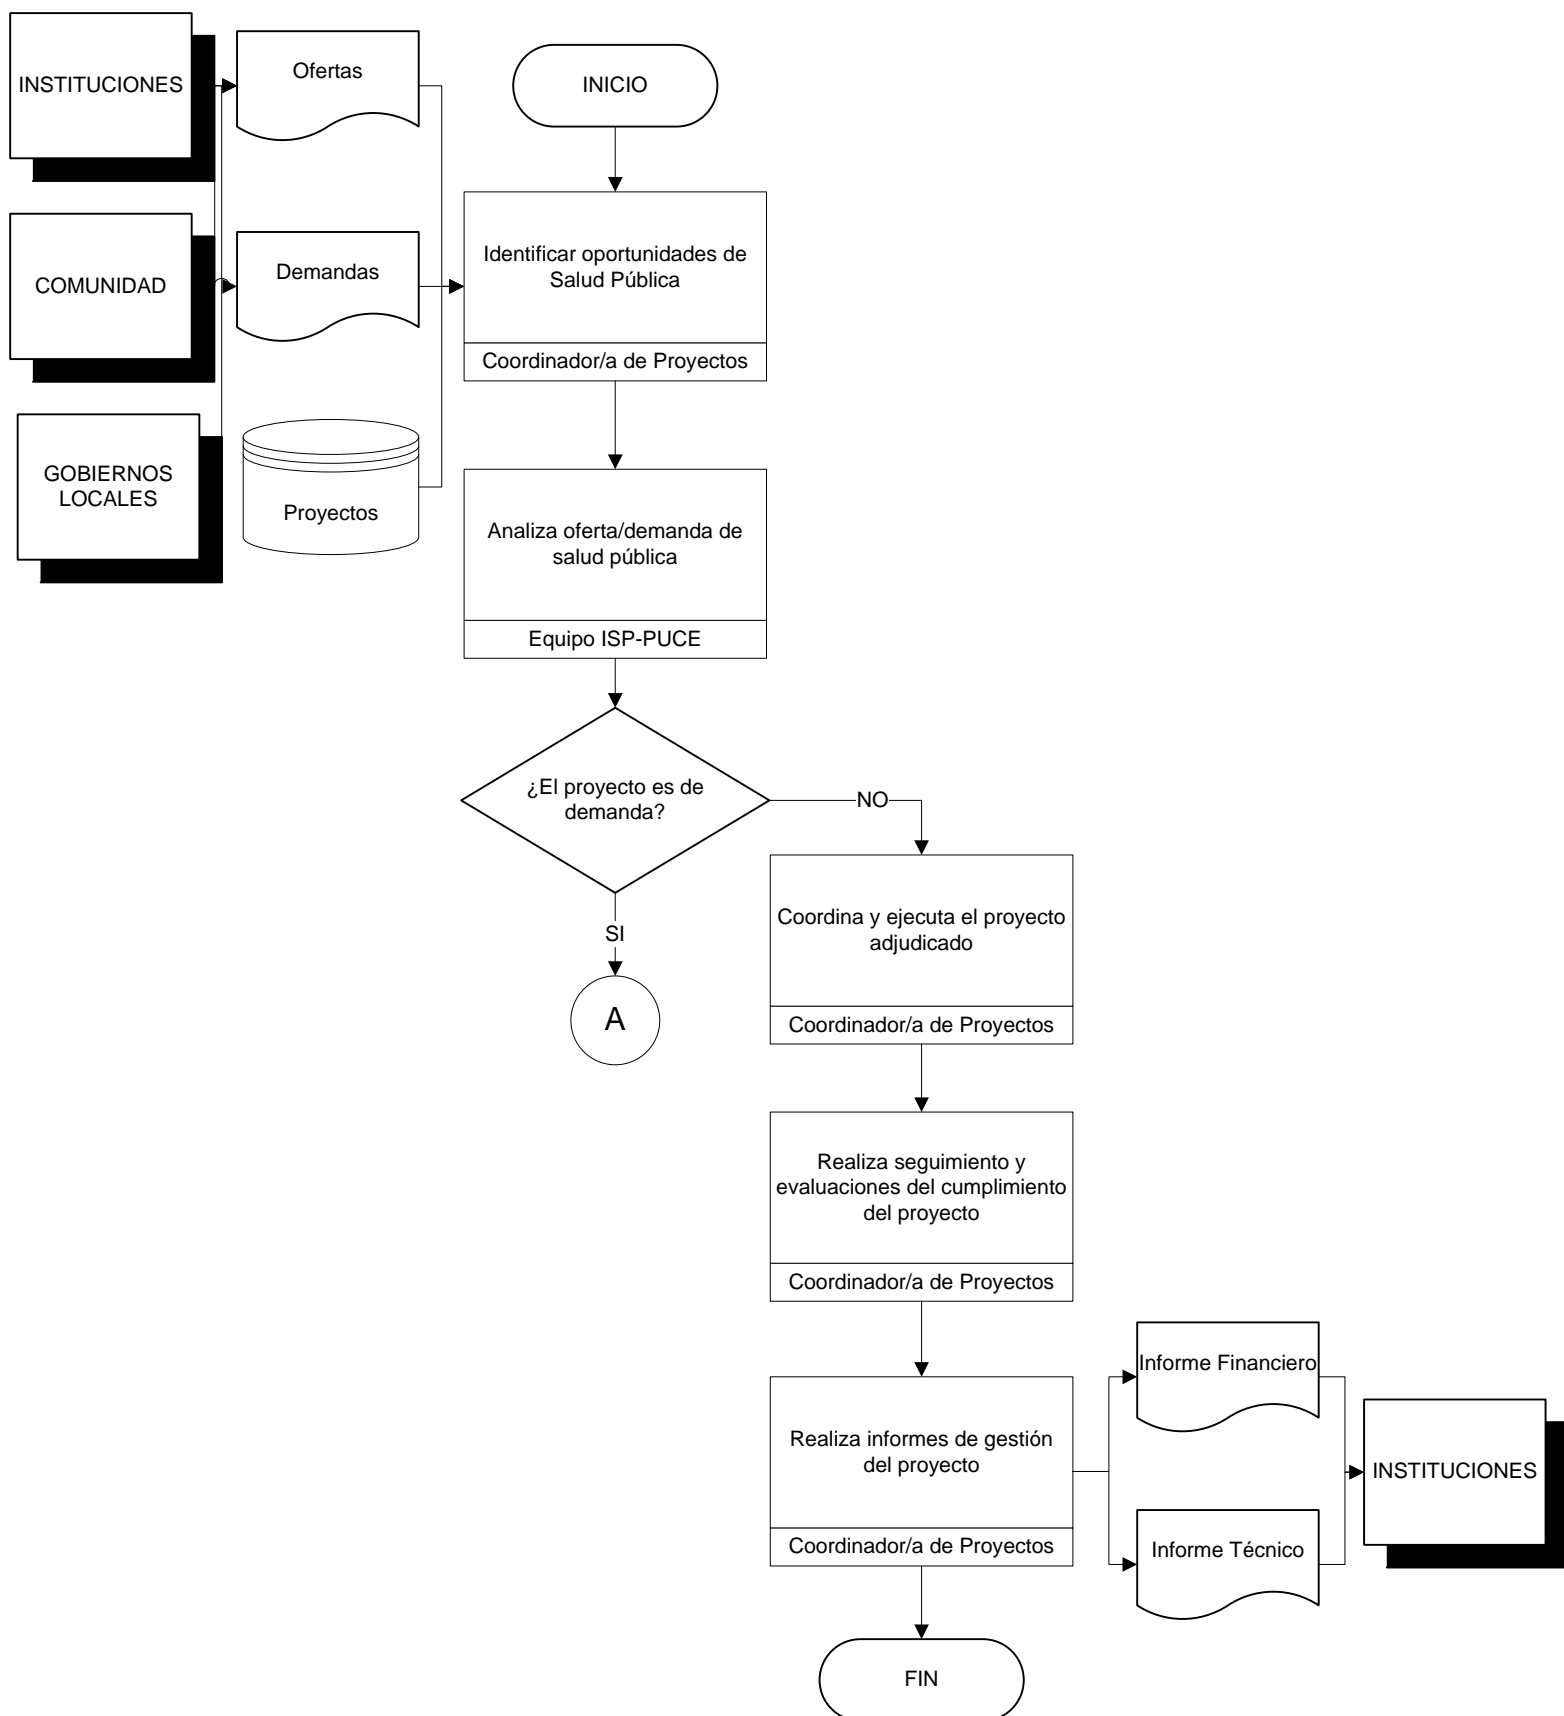 INSTITUCIONES
Ofertas
INICIO
COMUNIDAD
Demandas
Identificar oportunidades de
Salud Pública
Coordinador/a de Proyectos
GOBIERNOS
LOCALES
Proyectos
Analiza oferta/demanda de
salud pública
Equipo ISP-PUCE
¿El proyecto es de
demanda?
NO
SI
A
Coordina y ejecuta el proyecto
adjudicado
Coordinador/a de Proyectos
Realiza seguimiento y
evaluaciones del cumplimiento
del proyecto
Coordinador/a de Proyectos
Realiza informes de gestión
del proyecto
Coordinador/a de Proyectos
Informe Financiero
Informe Técnico
INSTITUCIONES
FIN